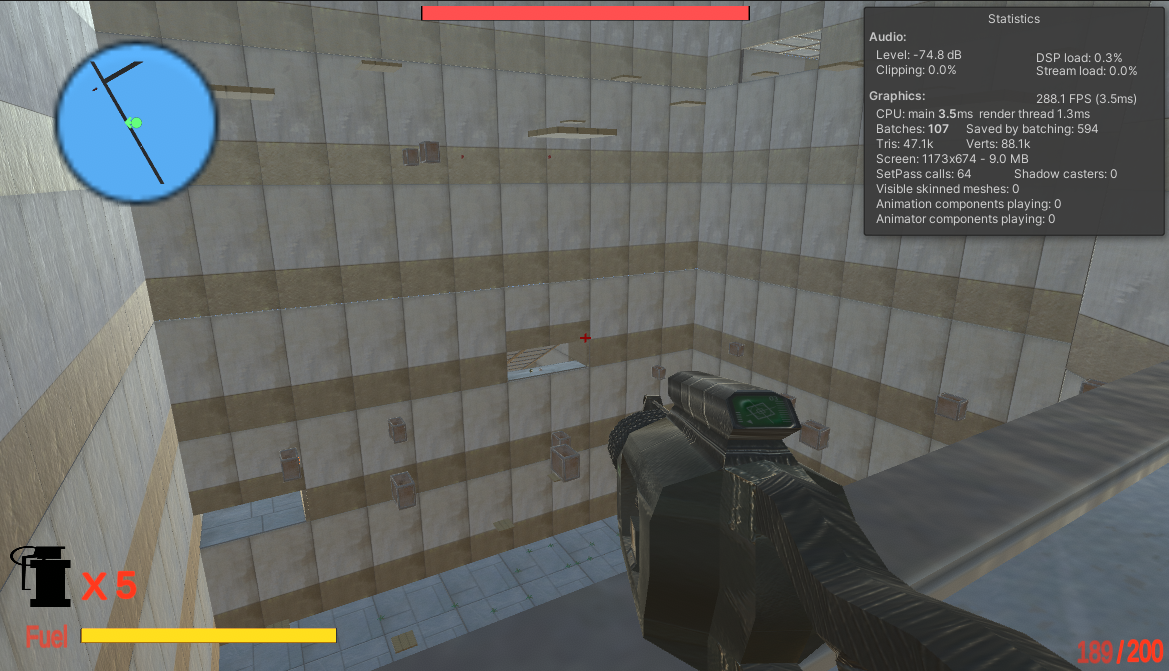 Statistics
Audio:
Level: -74.8 dB DSP load: 0.3%
Clipping: 0.0% Stream load: 0.0%
Graphics: 288.1 FPS (3.5ms)
CPU: main 3.5ms render thread 1.3ms
Batches: 107 Saved by batching: 594
Tris: 47.1k Verts: 88.1k
Screen: 1173x674 - 9.0 MB
SetPass calls: 64 Shadow casters: 0
Visible skinned meshes: 0
Animation components playing: 0
Animator components playing: 0
X 5
Fuel
189/200